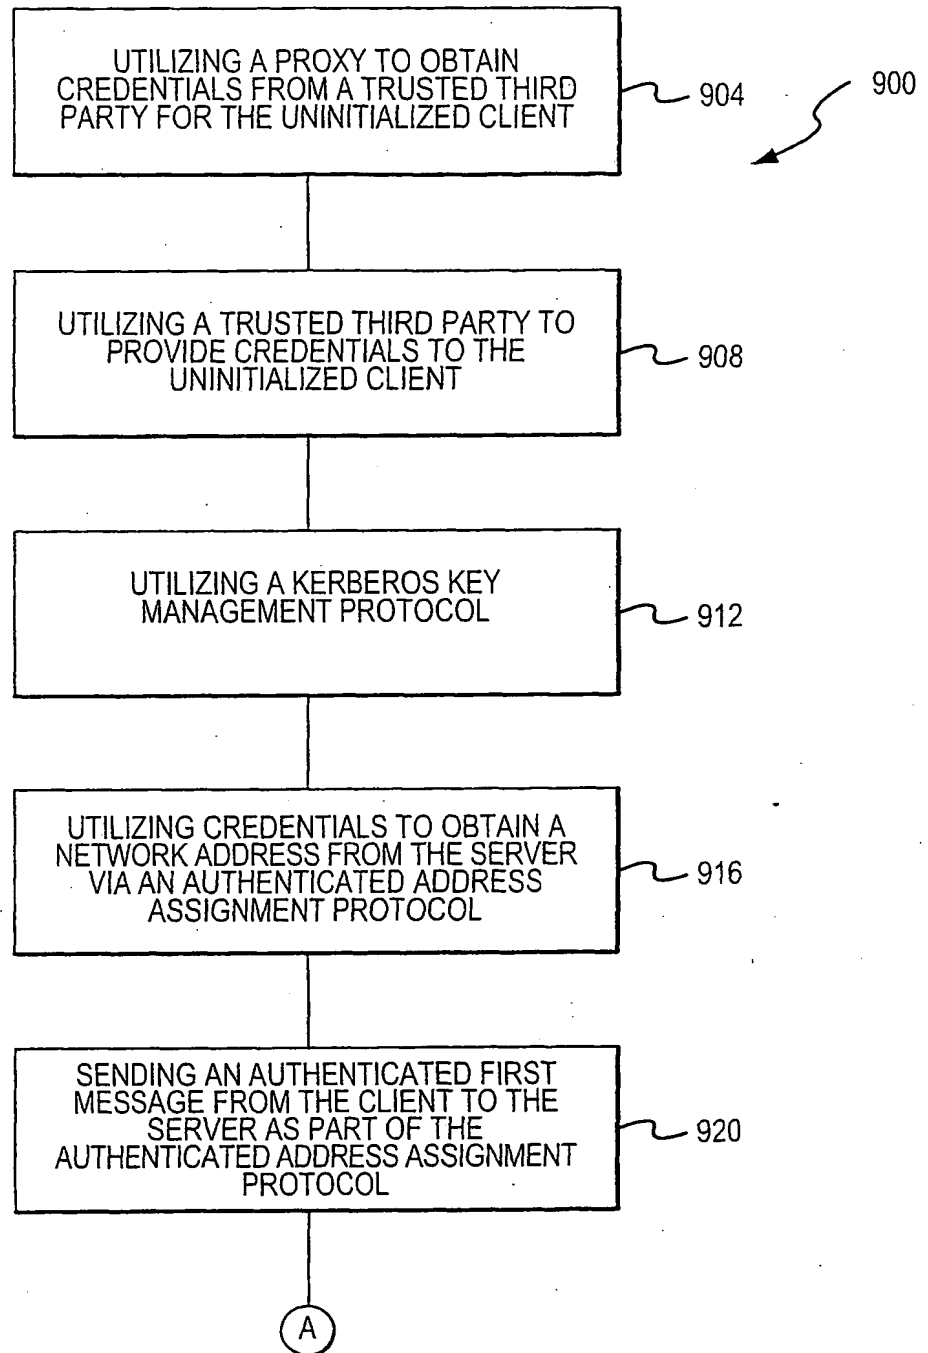 UTILIZING A PROXY TO OBTAIN
CREDENTIALS FROM A TRUSTED THIRD
PARTY FOR THE UNINITIALIZED CLIENT
904
900
UTILIZING A TRUSTED THIRD PARTY TO
PROVIDE CREDENTIALS TO THE
UNINITIALIZED CLIENT
908
UTILIZING A KERBEROS KEY
MANAGEMENT PROTOCOL
912
UTILIZING CREDENTIALS TO OBTAIN A
NETWORK ADDRESS FROM THE SERVER
VIA AN AUTHENTICATED ADDRESS
ASSIGNMENT PROTOCOL
916
SENDING AN AUTHENTICATED FIRST
MESSAGE FROM THE CLIENT TO THE
SERVER AS PART OF THE
AUTHENTICATED ADDRESS ASSIGNMENT
PROTOCOL
920
A